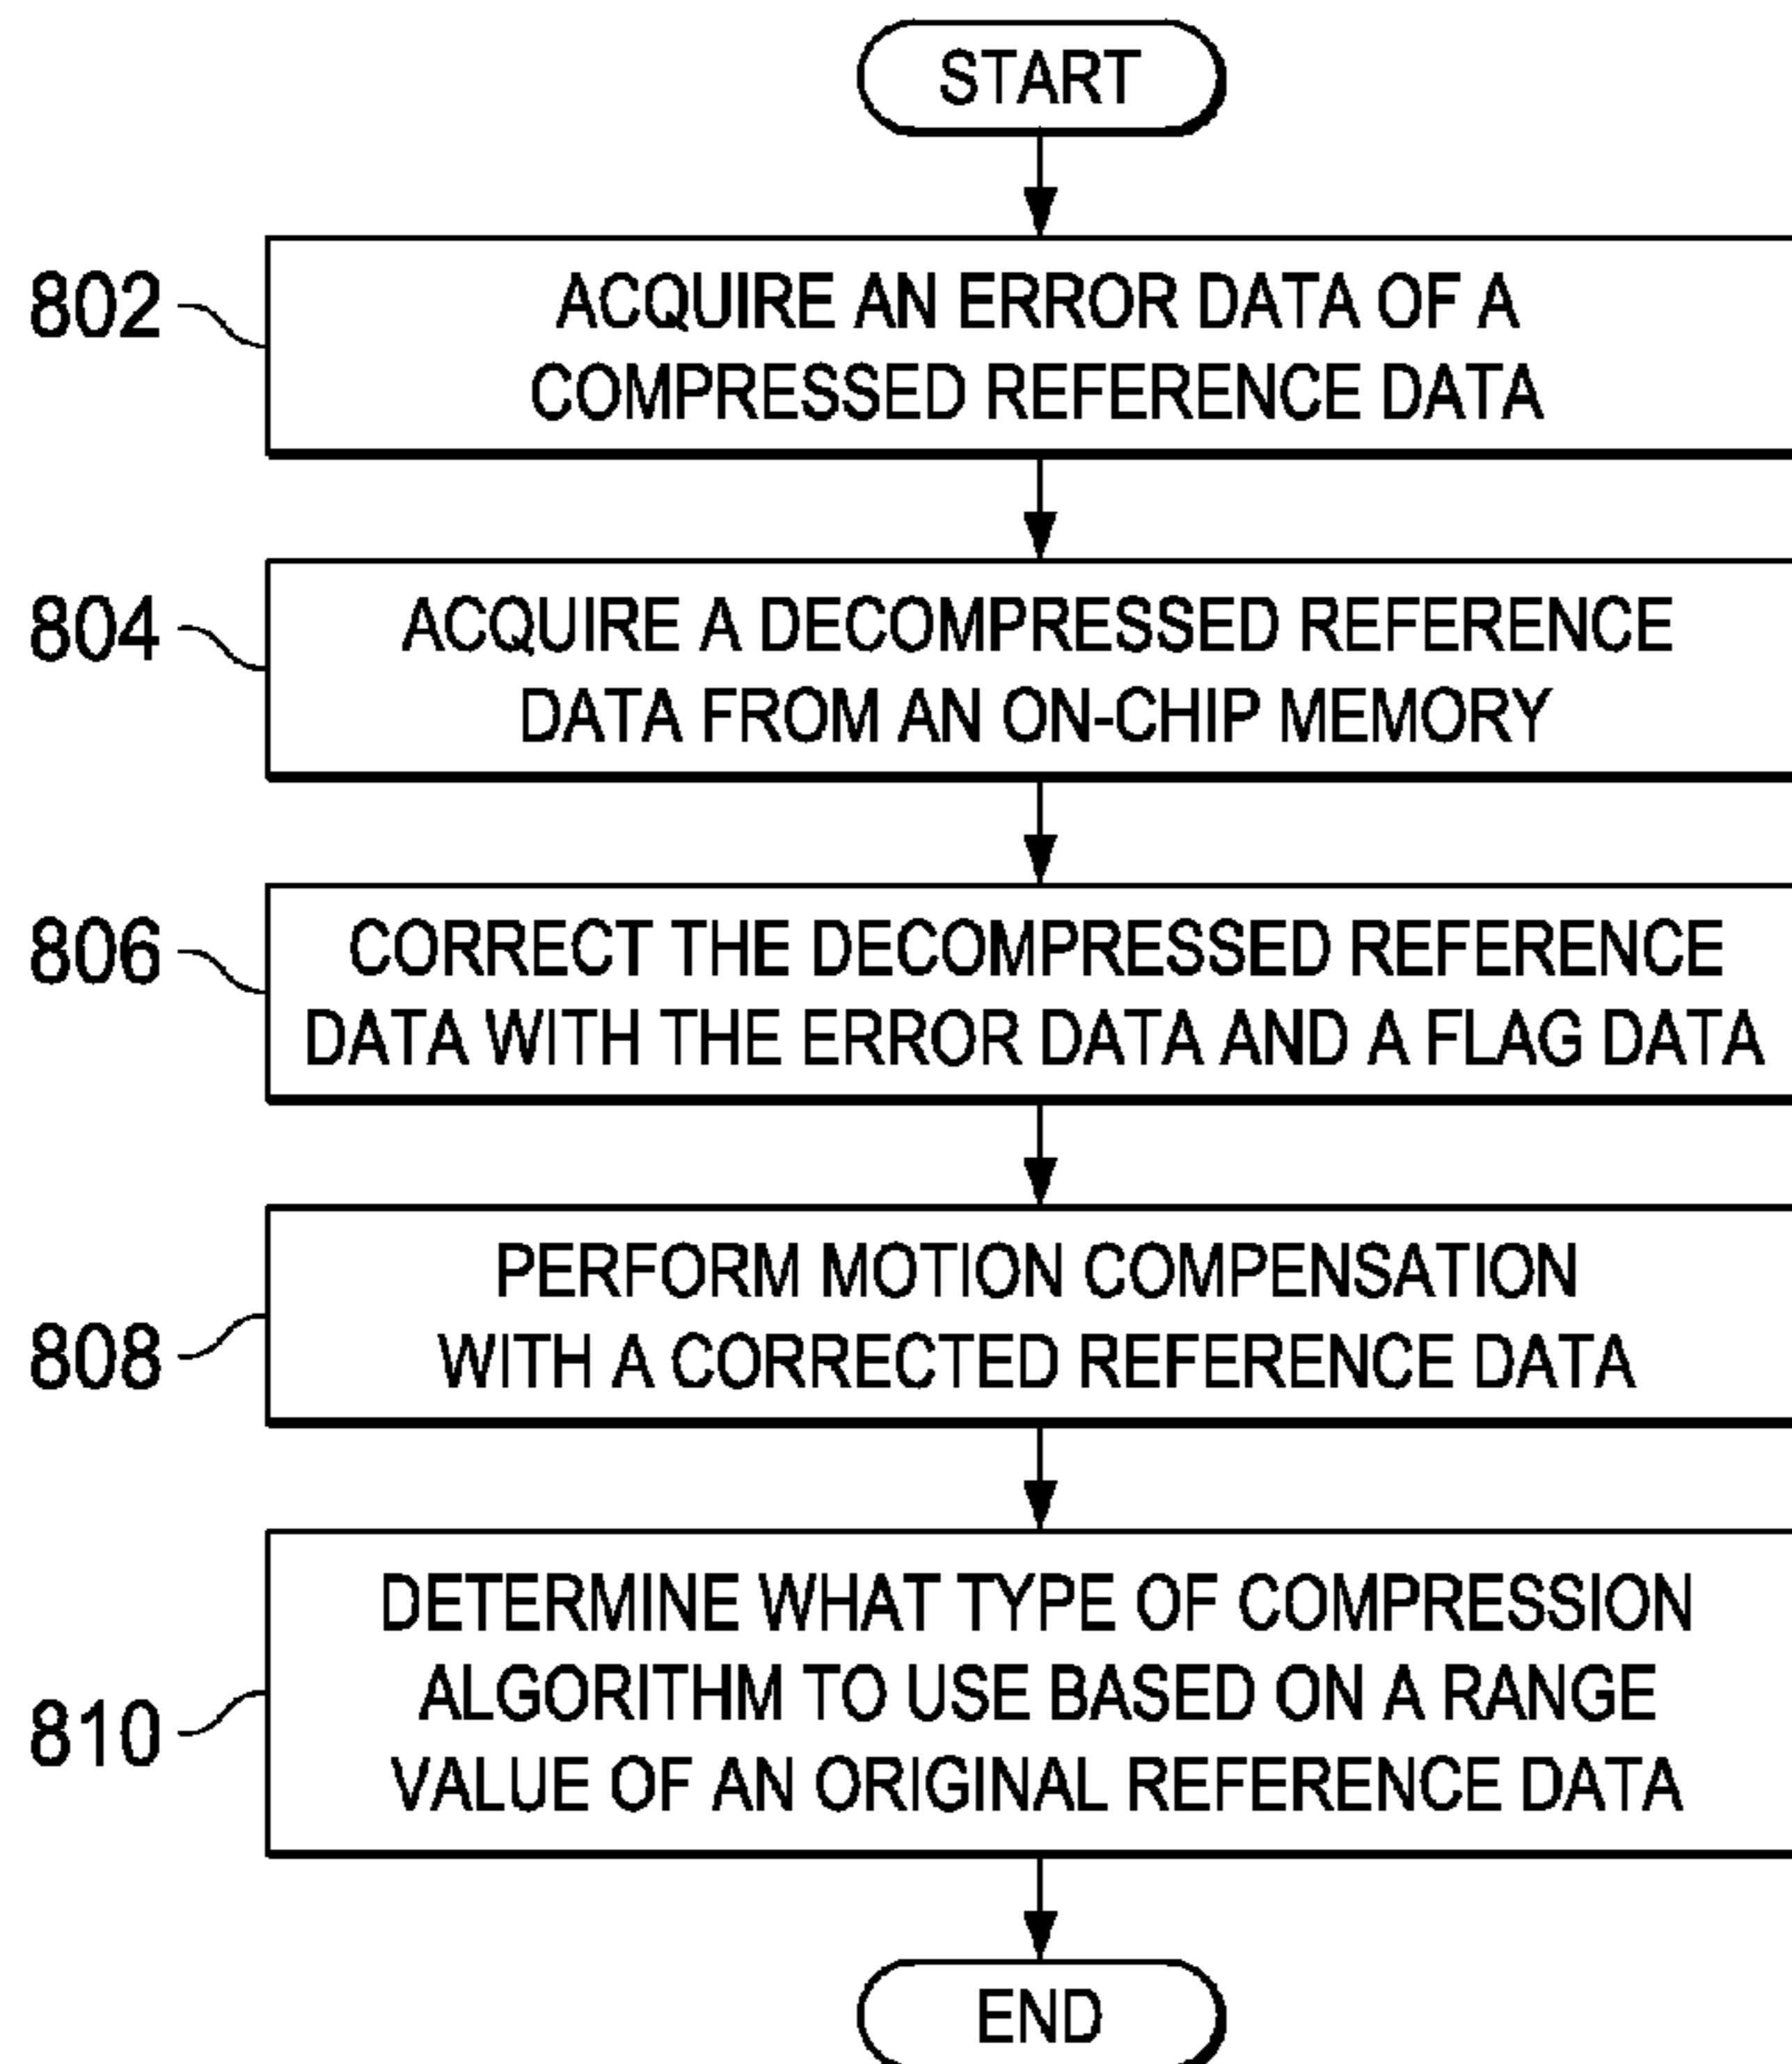 START
802
ACQUIRE AN ERROR DATA OF A
COMPRESSED REFERENCE DATA
804
ACQUIRE A DECOMPRESSED REFERENCE
DATA FROM AN ON-CHIP MEMORY
806
CORRECT THE DECOMPRESSED REFERENCE
DATA WITH THE ERROR DATA AND A FLAG DATA
808
PERFORM MOTION COMPENSATION
WITH A CORRECTED REFERENCE DATA
810
DETERMINE WHAT TYPE OF COMPRESSION
ALGORITHM TO USE BASED ON A RANGE
VALUE OF AN ORIGINAL REFERENCE DATA
END